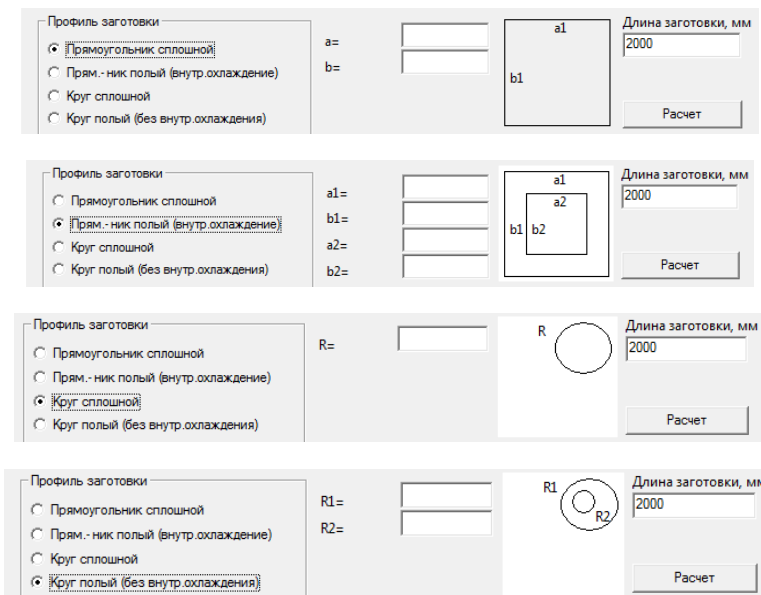 Профиль заготовки
Прямоугольник сплошной
Прям.- ник полый (внутр.охлаждение)
Круг сплошной
Круг полый (без внутр.охлаждения)
a=
b=
a1
b1
Длина заготовки, мм
2000
Расчет
Профиль заготовки
Прямоугольник сплошной
Прям.- ник полый (внутр.охлаждение)
Круг сплошной
Круг полый (без внутр.охлаждения)
a1=
b1=
a2=
b2=
a1
a2
b1 b2
Длина заготовки, мм
2000
Расчет
Профиль заготовки
Прямоугольник сплошной
Прям.- ник полый (внутр.охлаждение)
Круг сплошной
Круг полый (без внутр.охлаждения)
R=
R
Длина заготовки, мм
2000
Расчет
Профиль заготовки
Прямоугольник сплошной
Прям.- ник полый (внутр.охлаждение)
Круг сплошной
Круг полый (без внутр.охлаждения)
R1=
R2=
R1
R2
Длина заготовки, мм
2000
Расчет